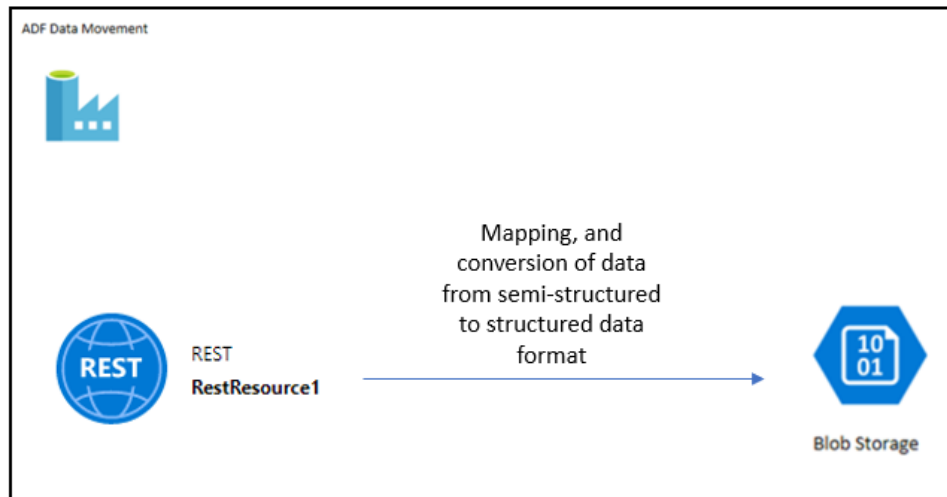 ADF Data Movement
Mapping, and
conversion of data
from semi-structured
to structured data
format
REST
REST
RestResource1
10
01
Blob Storage